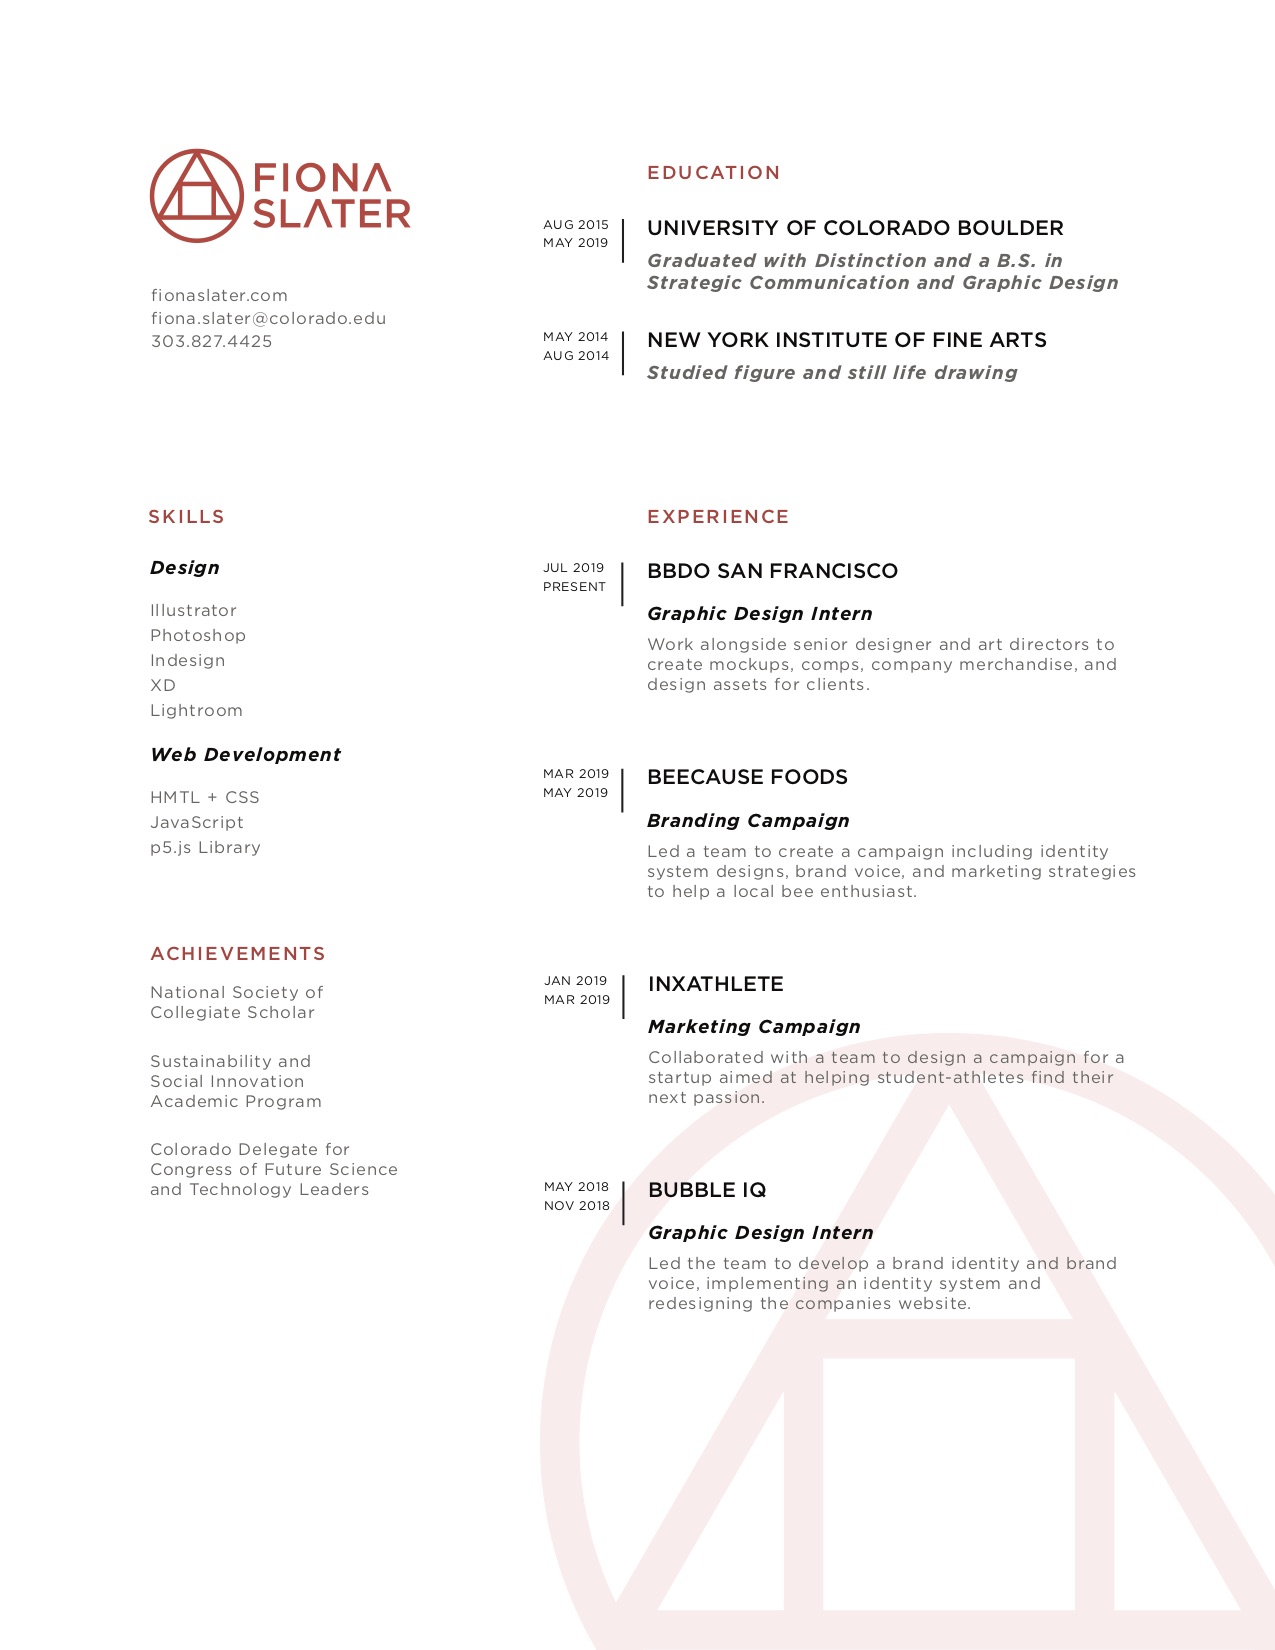 FIONA
SLATER
fionaslater.com
fiona.slater@colorado.edu
303.827.4425
EDUCATION
AUG 2015
MAY 2019
UNIVERSITY OF COLORADO BOULDER
Graduated with Distinction and a B.S. in
Strategic Communication and Graphic Design
MAY 2014
AUG 2014
NEW YORK INSTITUTE OF FINE ARTS
Studied figure and still life drawing
SKILLS
Design
Illustrator
Photoshop
Indesign
XD
Lightroom
Web Development
HMTL + CSS
JavaScript
p5.js Library
ACHIEVEMENTS
National Society of
Collegiate Scholar
Sustainability and
Social Innovation
Academic Program
Colorado Delegate for
Congress of Future Science
and Technology Leaders
EXPERIENCE
JUL 2019
PRESENT
BBDO SAN FRANCISCO
Graphic Design Intern
Work alongside senior designer and art directors to
create mockups, comps, company merchandise, and
design assets for clients.
MAR 2019
MAY 2019
BEECAUSE FOODS
Branding Campaign
Led a team to create a campaign including identity
system designs, brand voice, and marketing strategies
to help a local bee enthusiast.
JAN 2019
MAR 2019
INXATHLETE
Marketing Campaign
Collaborated with a team to design a campaign for a
startup aimed at helping student-athletes find their
next passion.
MAY 2018
NOV 2018
BUBBLE IQ
Graphic Design Intern
Led the team to develop a brand identity and brand
voice, implementing an identity system and
redesigning the companies website.